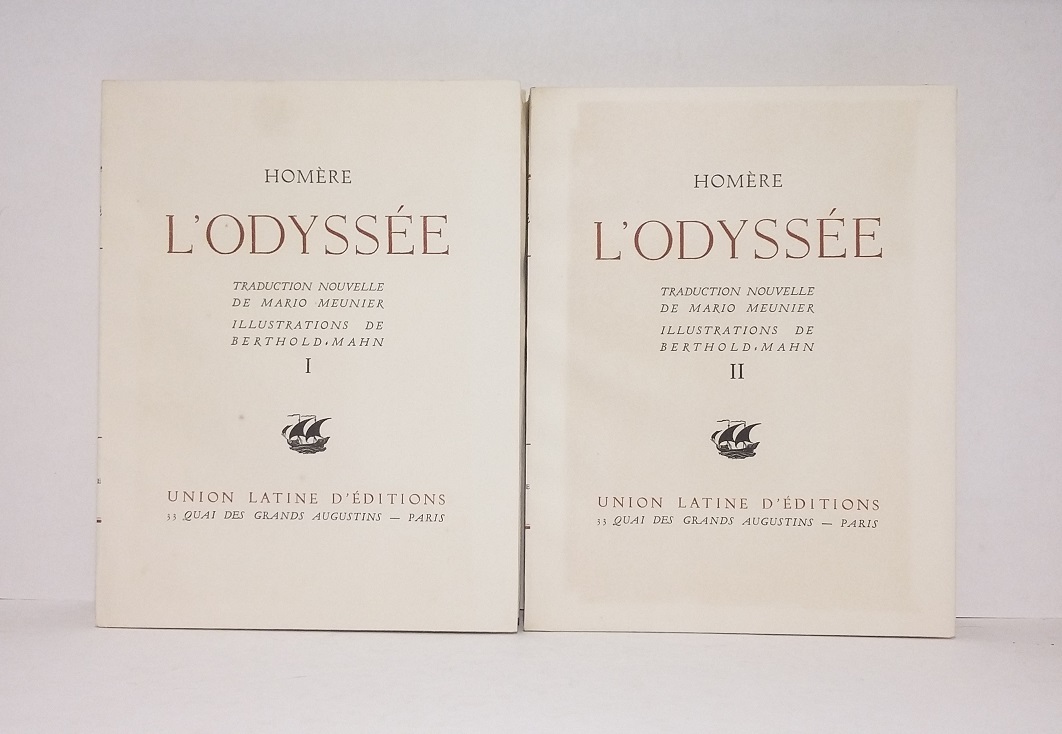 HOMÈRE
L'ODYSSÉE
TRADUCTION NOUVELLE
DE MARIO MEUNIER
ILLUSTRATIONS DE
BERTHOLD-MAHN
I
UNION LATINE D'ÉDITIONS
33 QUAI DES GRANDS AUGUSTINS — PARIS
HOMÈRE
L'ODYSSÉE
TRADUCTION NOUVELLE
DE MARIO MEUNIER
ILLUSTRATIONS DE
BERTHOLD-MAHN
II
UNION LATINE D'ÉDITIONS
33 QUAI DES GRANDS AUGUSTINS — PARIS